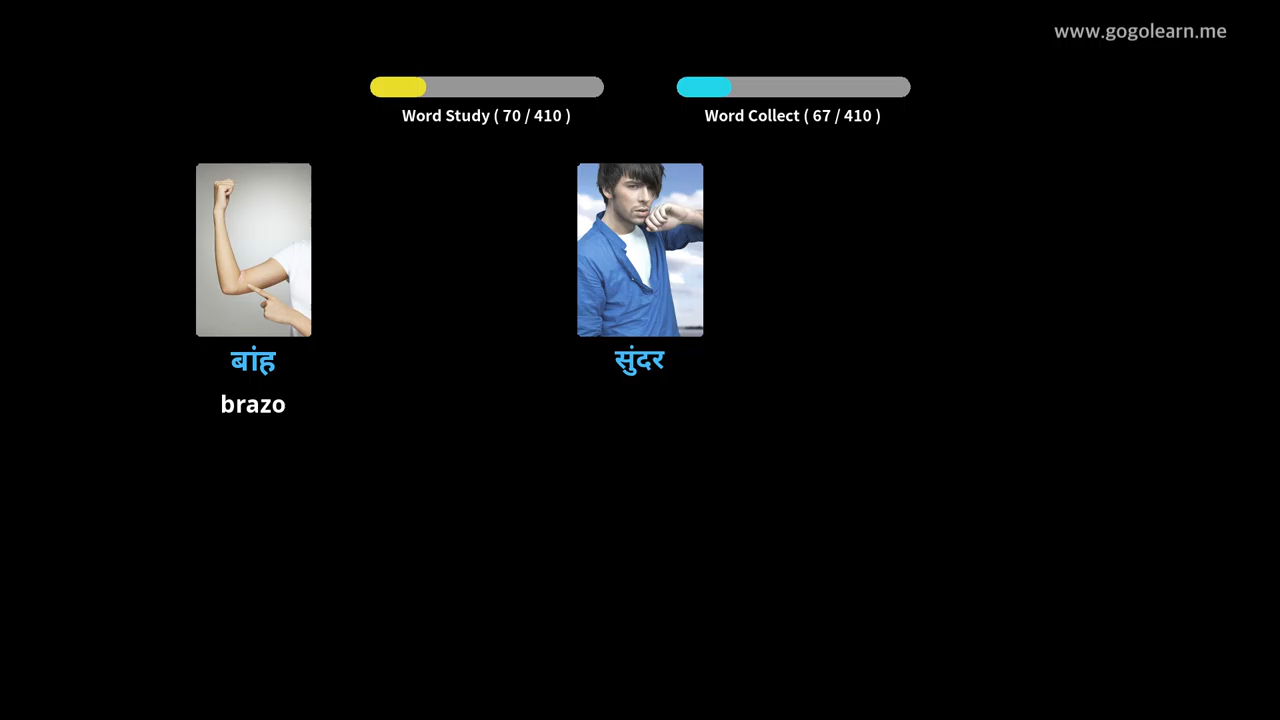 www.gogolearn.me
Word Study ( 70 / 410 )
Word Collect ( 67 / 410 )
बांह
सुंदर
brazo